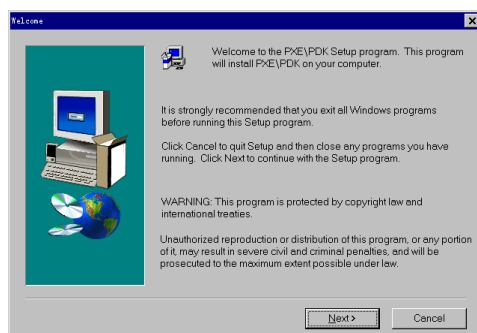 Welcome
Welcome to the PXE\PDK Setup program. This program
will install PXE\PDK on your computer.
It is strongly recommended that you exit all Windows programs
before running this Setup program.
Click Cancel to quit Setup and then close any programs you have
running. Click Next to continue with the Setup program.
WARNING: This program is protected by copyright law and
international treaties.
Unauthorized reproduction or distribution of this program, or any portion
of it, may result in severe civil and criminal penalties, and will be
prosecuted to the maximum extent possible under law.
Next >
Cancel